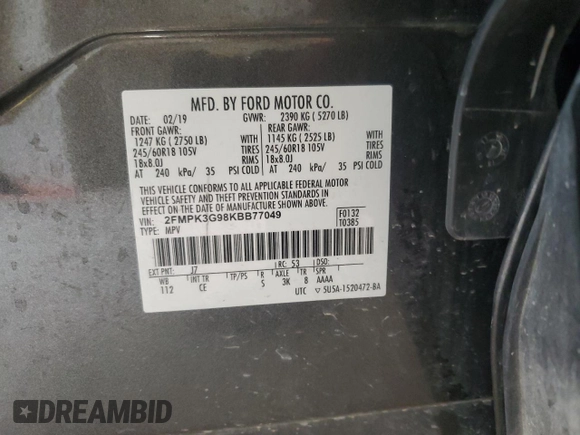 MFD. BY FORD MOTOR CO.
DATE: 02/19 GVWR: 2390 KG ( 5270 LB)
FRONT GAWR: REAR GAWR:
1247 KG ( 2750 LB) WITH 1145 KG ( 2525 LB) WITH
245/60R18 105V TIRES 245/60R18 105V TIRES
18x8.0J RIMS 18x8.0J RIMS
AT 240 kPa/ 35 PSI COLD AT 240 kPa/ 35 PSI COLD
THIS VEHICLE CONFORMS TO ALL APPLICABLE FEDERAL MOTOR
VEHICLE SAFETY AND THEFT PREVENTION STANDARDS IN
EFFECT ON THE DATE OF MANUFACTURE SHOWN ABOVE.
VIN: 2FMPK3G98KBB77049 F0132
TYPE: MPV T0385
EXT PNT: J7 RC: 53 DSO:
WB INT TR TP/PS R AXLE TR SPR
112 CE S 3K 8 AAAA
UTC ▽ 5U5A-1520472-BA
DREAMBID